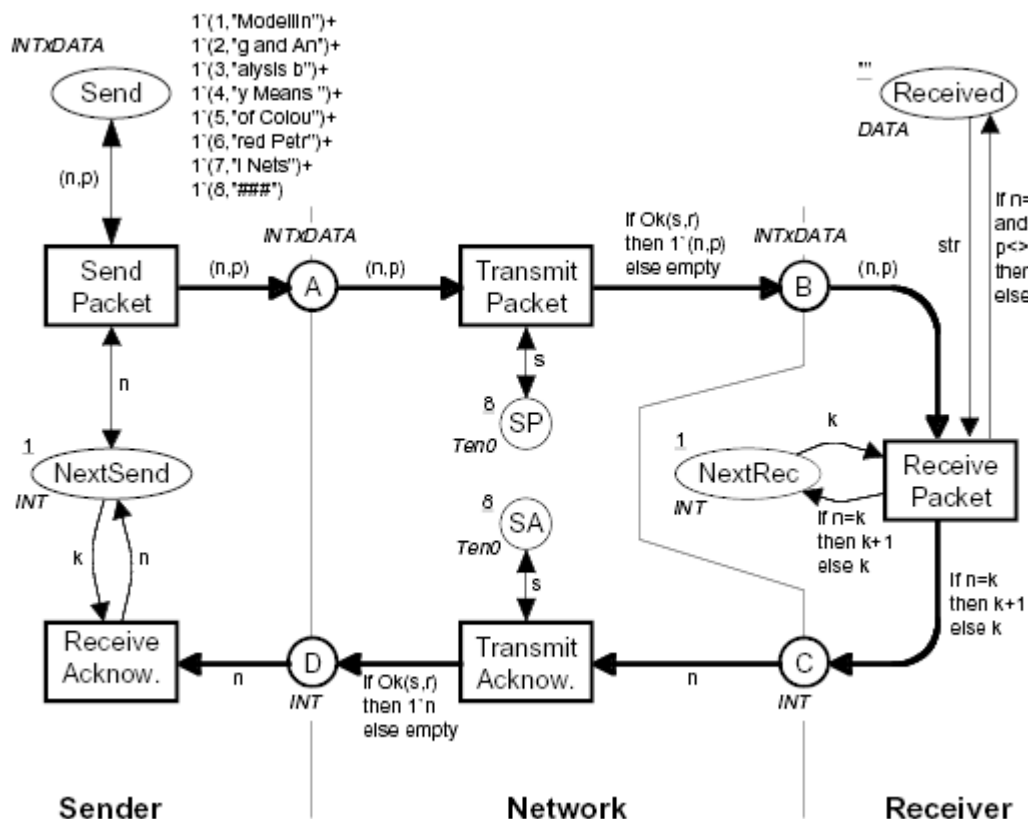 INTxDATA
Send
1`(1,"ModellIn")+
1`(2,"g and An")+
1`(3,"alysis b")+
1`(4,"y Means ")+
1`(5,"of Colou")+
1`(6,"red Petr")+
1`(7,"I Nets")+
1`(8,"###")
""
Received
DATA
(n,p)
Send
Packet
(n,p)
INTxDATA
A
(n,p)
Transmit
Packet
If Ok(s,r)
then 1`(n,p)
else empty
INTxDATA
B
(n,p)
str
If n=
and
p<>
then
else
n
s
8
SP
Ten0
1
NextSend
INT
k
n
8
SA
Ten0
s
1
NextRec
INT
k
If n=k
then k+1
else k
Receive
Packet
If n=k
then k+1
else k
Receive
Acknow.
n
D
INT
If Ok(s,r)
then 1`n
else empty
Transmit
Acknow.
n
C
INT
Sender
Network
Receiver